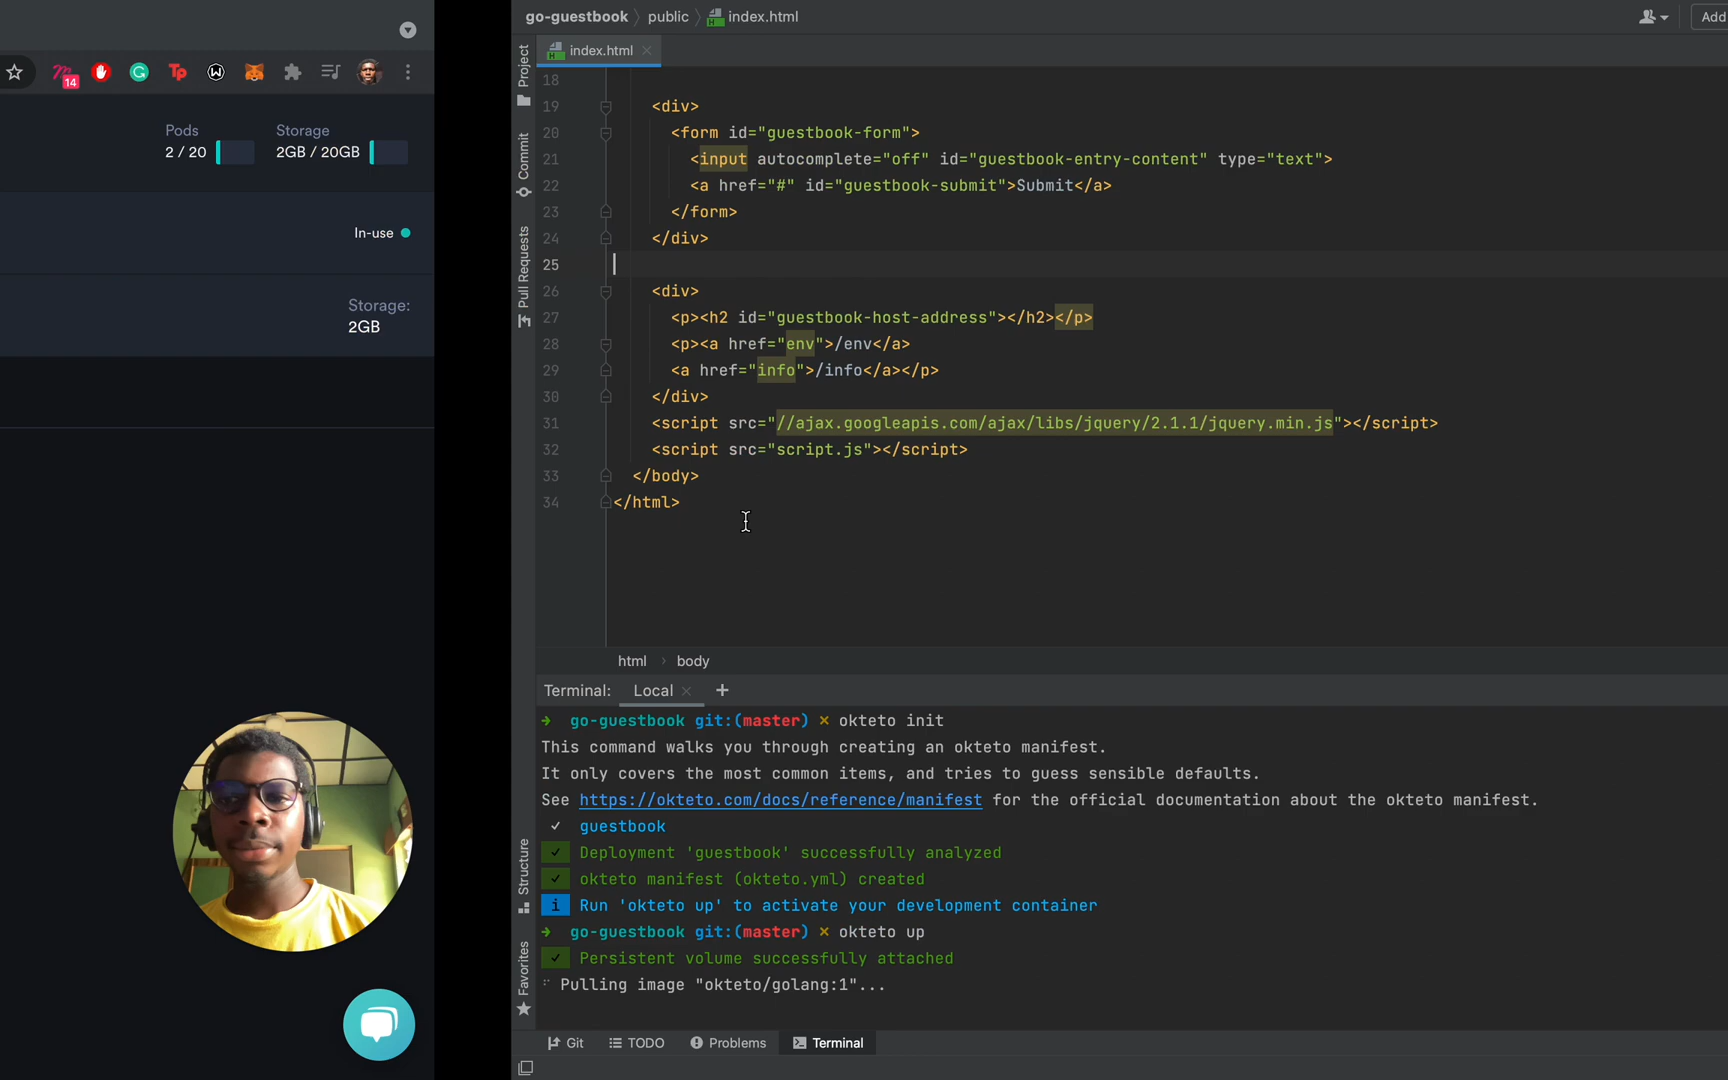 14
Pods
2 / 20
Storage
2GB / 20GB
In-use
Storage:
2GB
go-guestbook
public
index.html
Add
index.html
Project
Commit
Pull Requests
Structure
Favorites
18
19 <div>
20 <form id="guestbook-form">
21 <input autocomplete="off" id="guestbook-entry-content" type="text">
22 <a href="#" id="guestbook-submit">Submit</a>
23 </form>
24 </div>
25
26 <div>
27 <p><h2 id="guestbook-host-address"></h2></p>
28 <p><a href="env">/env</a>
29 <a href="info">/info</a></p>
30 </div>
31 <script src="//ajax.googleapis.com/ajax/libs/jquery/2.1.1/jquery.min.js"></script>
32 <script src="script.js"></script>
33 </body>
34 </html>
html › body
Terminal: Local × +
➜ go-guestbook git:(master) ✗ okteto init
This command walks you through creating an okteto manifest.
It only covers the most common items, and tries to guess sensible defaults.
See https://okteto.com/docs/reference/manifest for the official documentation about the okteto manifest.
✓ guestbook
✓ Deployment 'guestbook' successfully analyzed
✓ okteto manifest (okteto.yml) created
i Run 'okteto up' to activate your development container
➜ go-guestbook git:(master) ✗ okteto up
✓ Persistent volume successfully attached
Pulling image "okteto/golang:1"...
Git TODO Problems Terminal